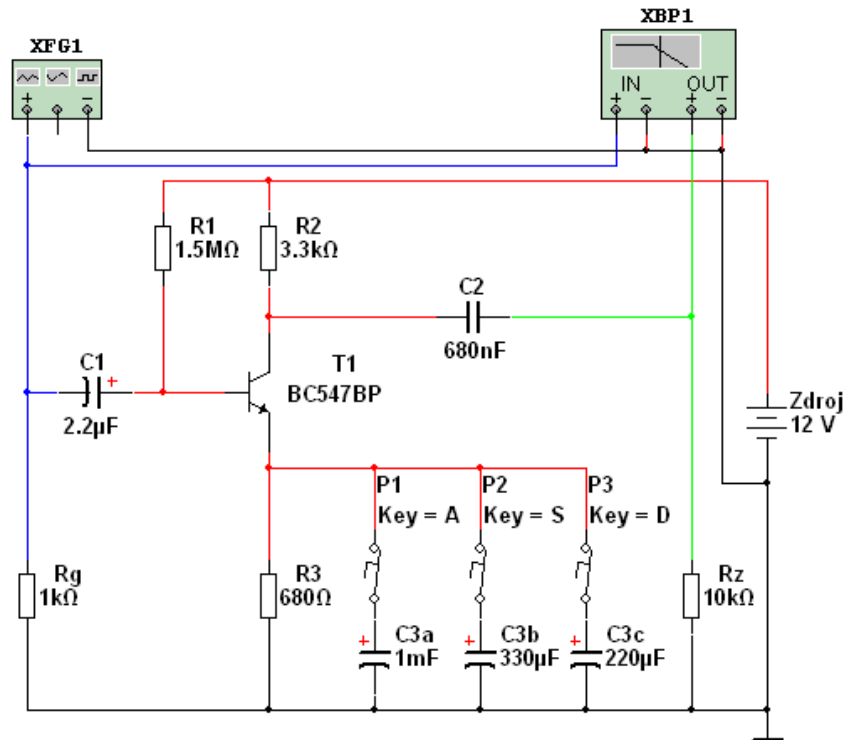 XFG1
XBP1
+
−
IN
OUT
+
−
+
−
R1
1.5MΩ
R2
3.3kΩ
C2
680nF
C1
+
2.2µF
T1
BC547BP
Zdroj
12 V
P1
Key = A
P2
Key = S
P3
Key = D
Rg
1kΩ
R3
680Ω
+
C3a
1mF
+
C3b
330µF
+
C3c
220µF
Rz
10kΩ